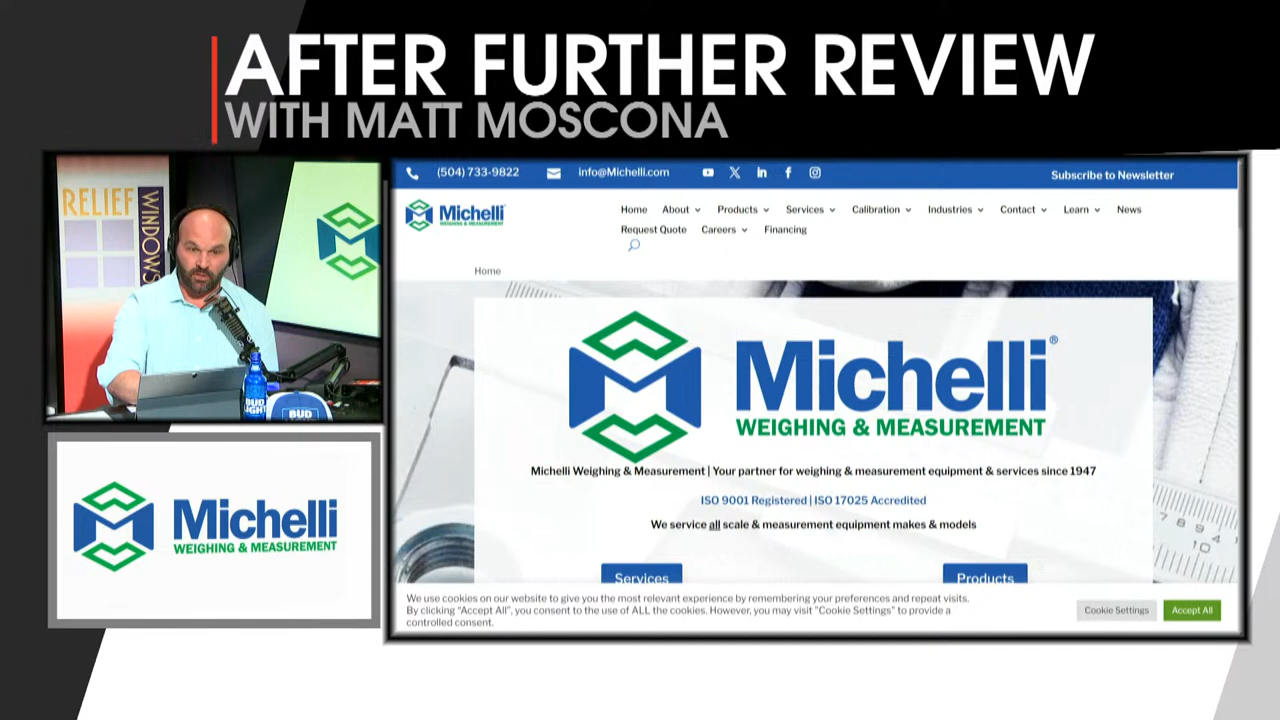 AFTER FURTHER REVIEW
WITH MATT MOSCONA
RELIEF
WINDOWS
BUD
LIGHT
BUD
Michelli
WEIGHING & MEASUREMENT
(504) 733-9822 info@Michelli.com Subscribe to Newsletter
Michelli
WEIGHING & MEASUREMENT
Home About Products Services Calibration Industries Contact Learn News
Request Quote Careers Financing
Home
Michelli®
WEIGHING & MEASUREMENT
Michelli Weighing & Measurement | Your partner for weighing & measurement equipment & services since 1947
ISO 9001 Registered | ISO 17025 Accredited
We service all scale & measurement equipment makes & models
Services Products
7 8 9
10
We use cookies on our website to give you the most relevant experience by remembering your preferences and repeat visits.
By clicking "Accept All", you consent to the use of ALL the cookies. However, you may visit "Cookie Settings" to provide a
controlled consent.
Cookie Settings Accept All